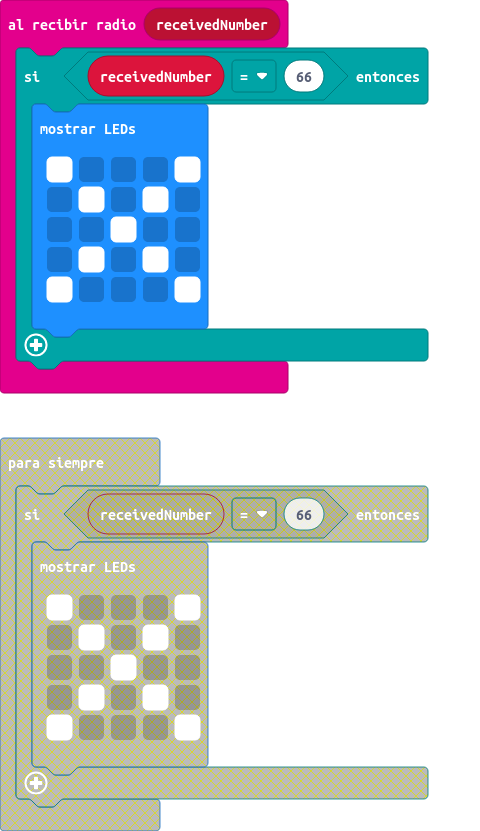 al recibir radio receivedNumber
si receivedNumber = 66 entonces
mostrar LEDs
para siempre
si receivedNumber = 66 entonces
mostrar LEDs